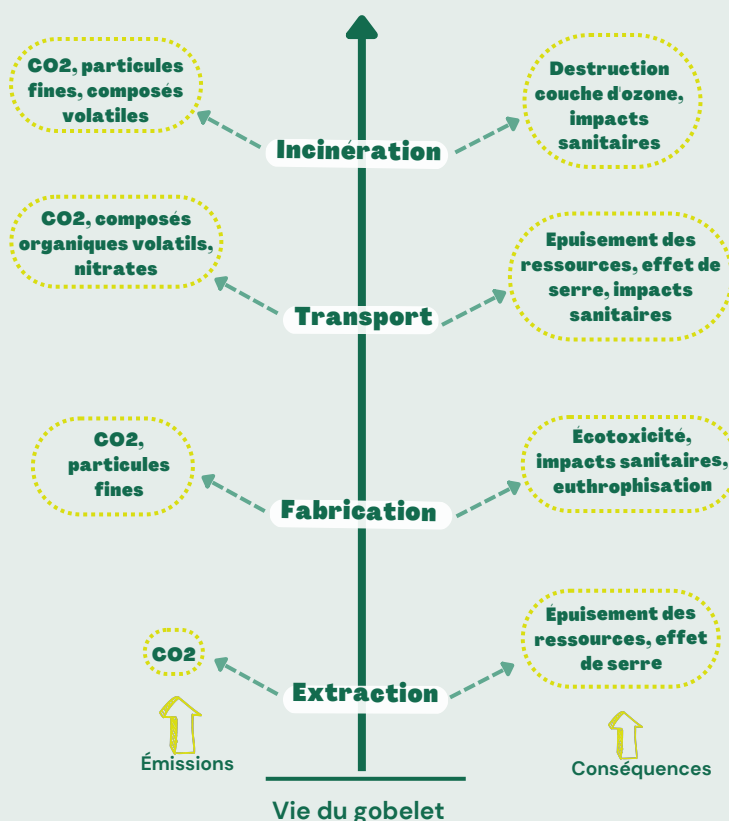 CO2, particules
fines, composés
volatiles
Destruction
couche d'ozone,
impacts
sanitaires
Incinération
CO2, composés
organiques volatils,
nitrates
Epuisement des
ressources, effet de
serre, impacts
sanitaires
Transport
CO2,
particules
fines
Écotoxicité,
impacts sanitaires,
euthrophisation
Fabrication
CO2
Épuisement des
ressources, effet
de serre
Extraction
Émissions
Conséquences
Vie du gobelet